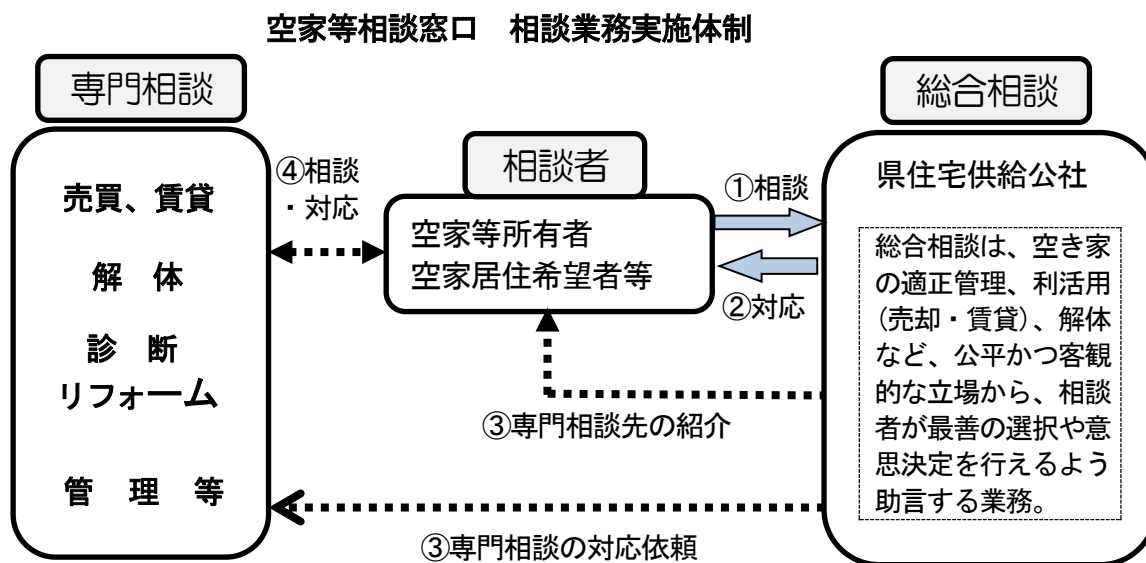 空家等相談窓口　相談業務実施体制
専門相談
売買、賃貸
解　体
診　断
リフォーム
管　理　等
④相談
・対応
相談者
空家等所有者
空家居住希望者等
①相談
②対応
③専門相談先の紹介
③専門相談の対応依頼
総合相談
県住宅供給公社
総合相談は、空き家
の適正管理、利活用
(売却・賃貸)、解体
など、公平かつ客観
的な立場から、相談
者が最善の選択や意
思決定を行えるよう
助言する業務。